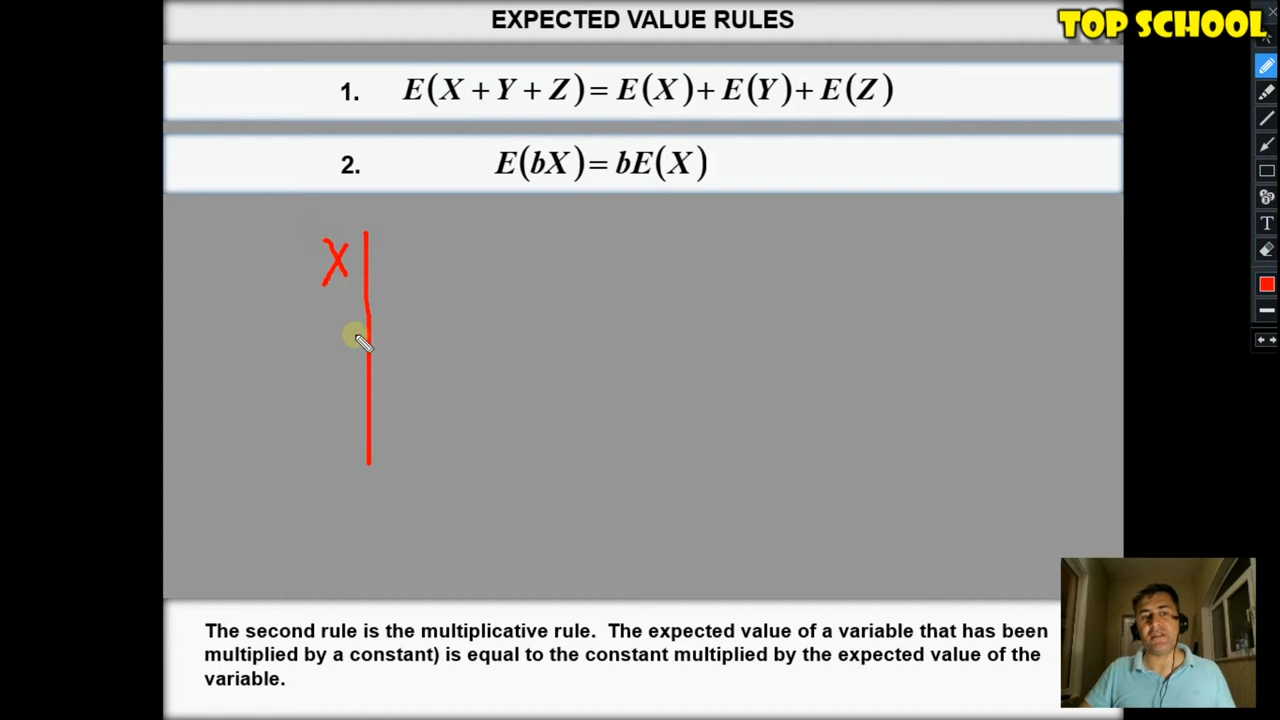 EXPECTED VALUE RULES
TOP SCHOOL
1. E(X + Y + Z) = E(X) + E(Y) + E(Z)
2. E(bX) = bE(X)
X
T
The second rule is the multiplicative rule. The expected value of a variable that has been
multiplied by a constant) is equal to the constant multiplied by the expected value of the
variable.